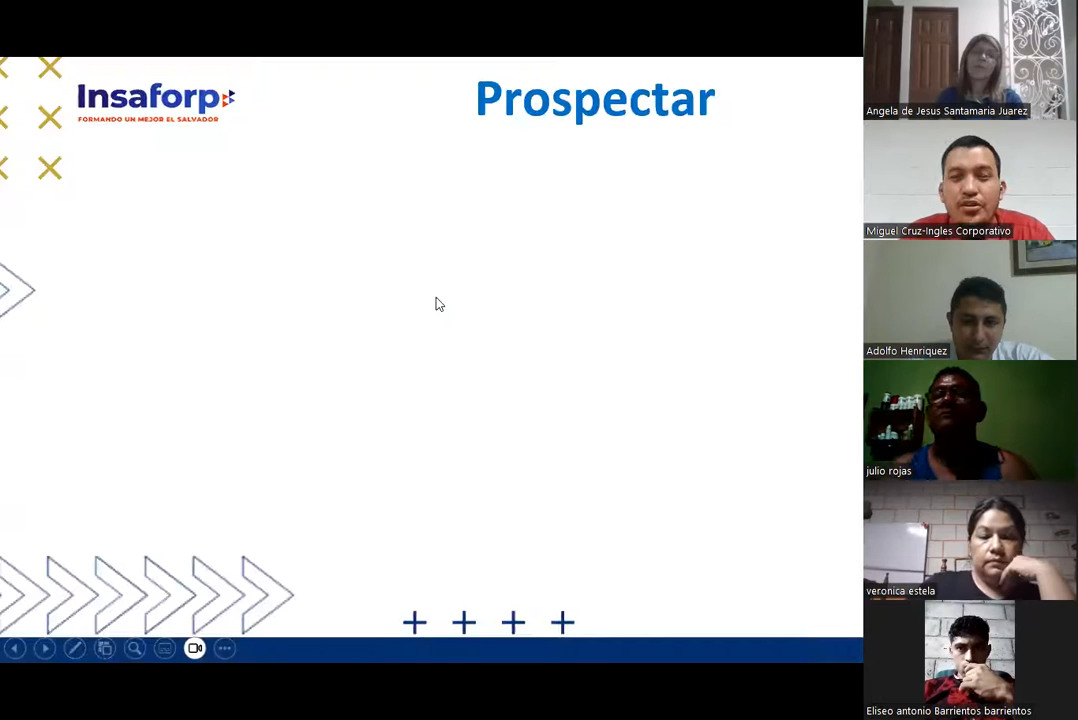 Insaforp
FORMANDO UN MEJOR EL SALVADOR
Prospectar
Angela de Jesus Santamaria Juarez
Miguel Cruz-Ingles Corporativo
Adolfo Henriquez
julio rojas
veronica estela
Eliseo antonio Barrientos barrientos